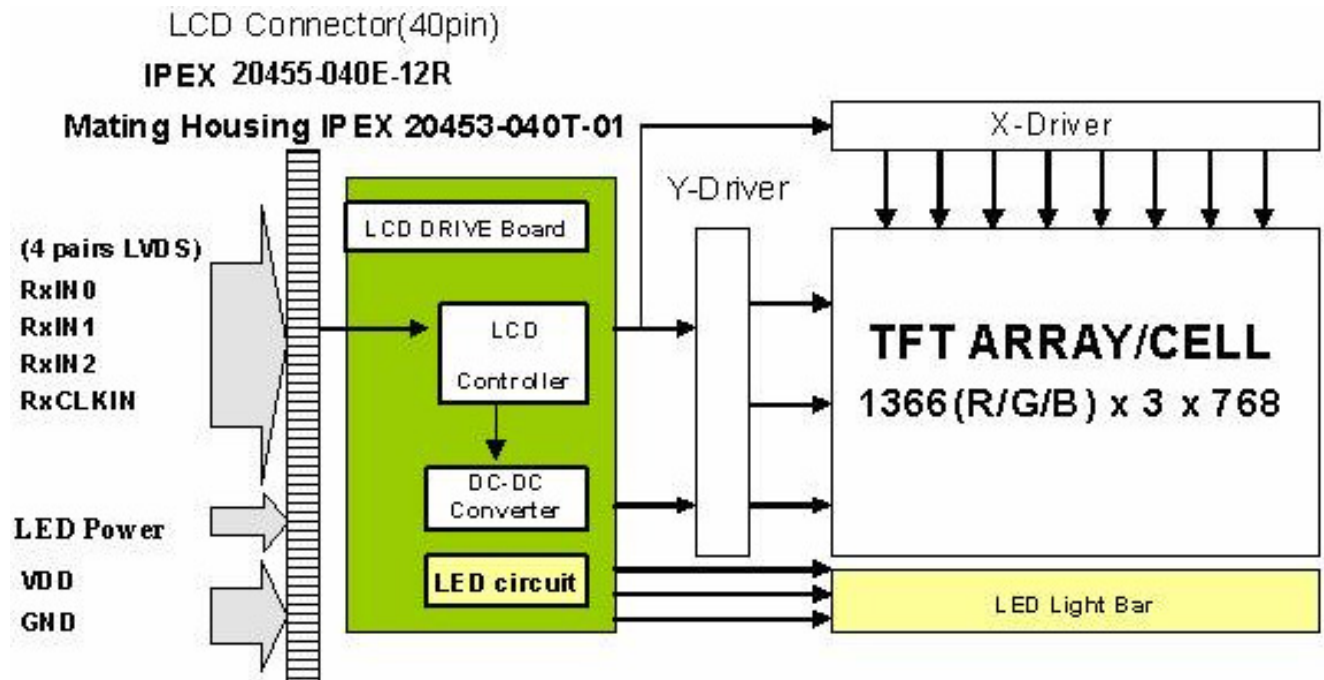 LCD Connector(40pin)
IPEX 20455-040E-12R
Mating Housing IPEX 20453-040T-01
X-Driver
Y-Driver
LCD DRIVE Board
(4 pairs LVDS)
RxIN0
RxIN1
RxIN2
RxCLKIN
LCD
Controller
TFT ARRAY/CELL
1366(R/G/B) x 3 x 768
DC-DC
Converter
LED Power
VDD
GND
LED circuit
LED Light Bar